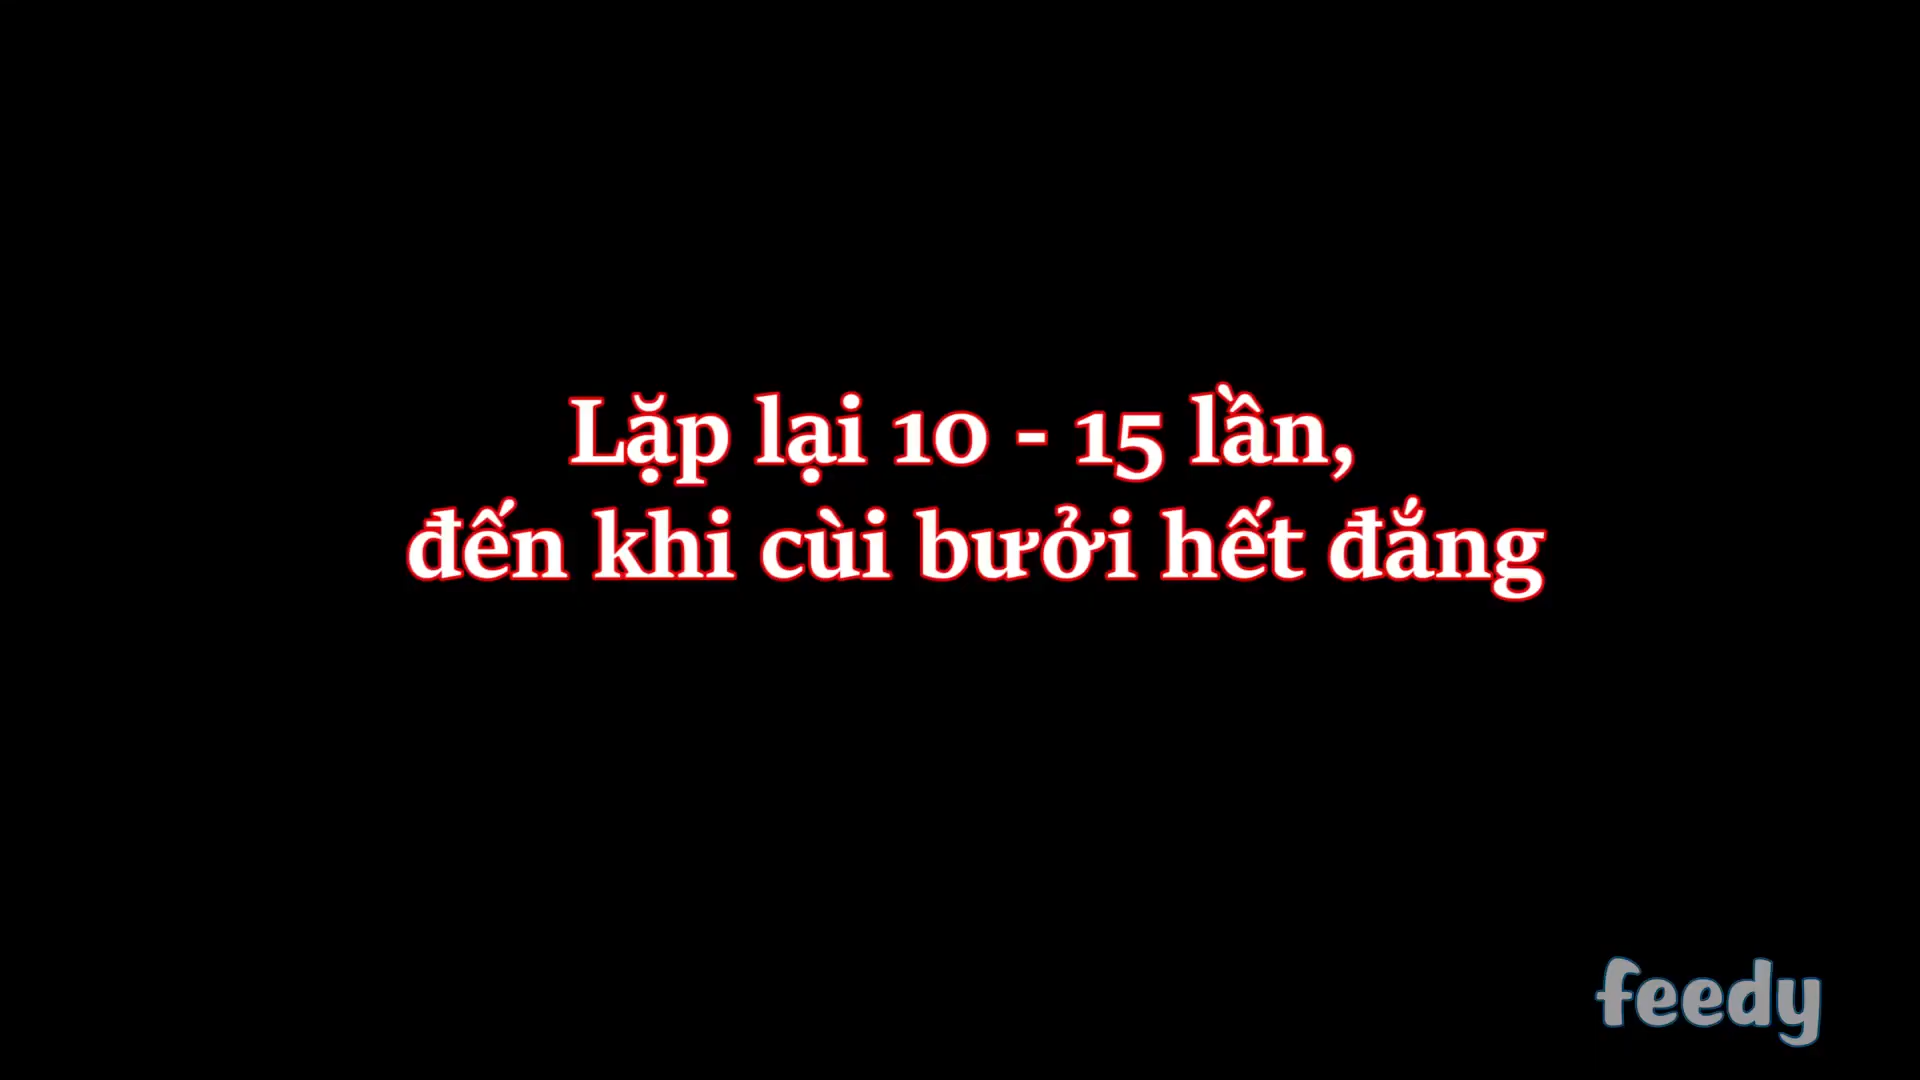 Lặp lại 10 - 15 lần,
đến khi cùi bưởi hết đắng
feedy